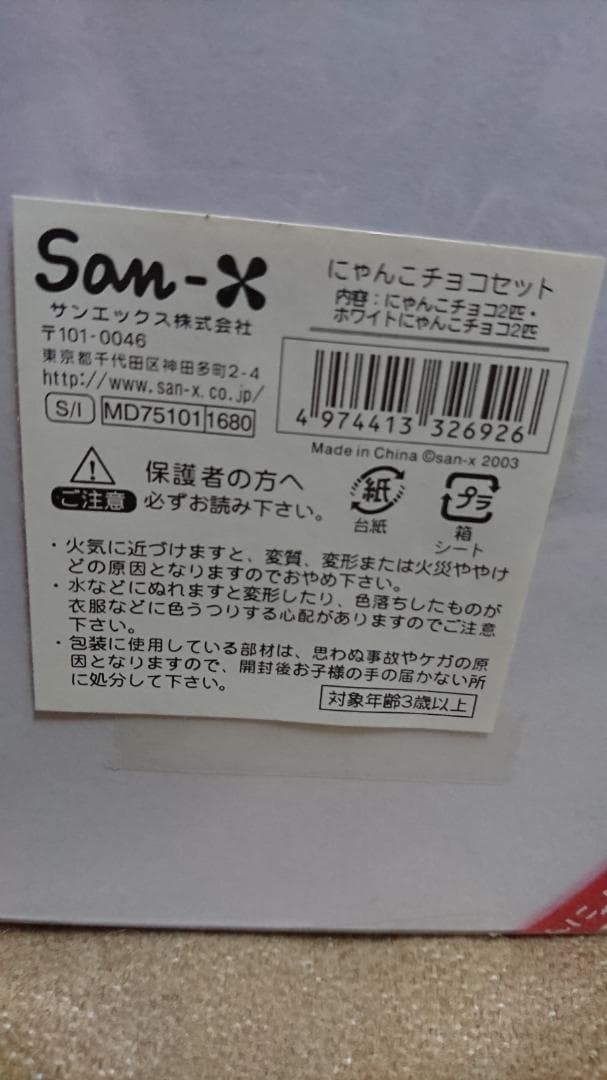 San-X
サンエックス株式会社
〒101-0046
東京都千代田区神田多町2-4
http://www.san-x.co.jp/
S/I MD75101 1680
にゃんこチョコセット
内容：にゃんこチョコ2匹・
ホワイトにゃんこチョコ2匹
4 974413 326926
Made in China ©san-x 2003
ご注意
保護者の方へ
必ずお読み下さい。
紙
台紙
プラ
箱
シート
・火気に近づけますと、変質、変形または火災ややけ
どの原因となりますのでおやめ下さい。
・水などにぬれますと変形したり、色落ちしたものが
衣服などに色うつりする心配がありますのでご注意
下さい。
・包装に使用している部材は、思わぬ事故やケガの原
因となりますので、開封後お子様の手の届かない所
に処分して下さい。
対象年齢3歳以上